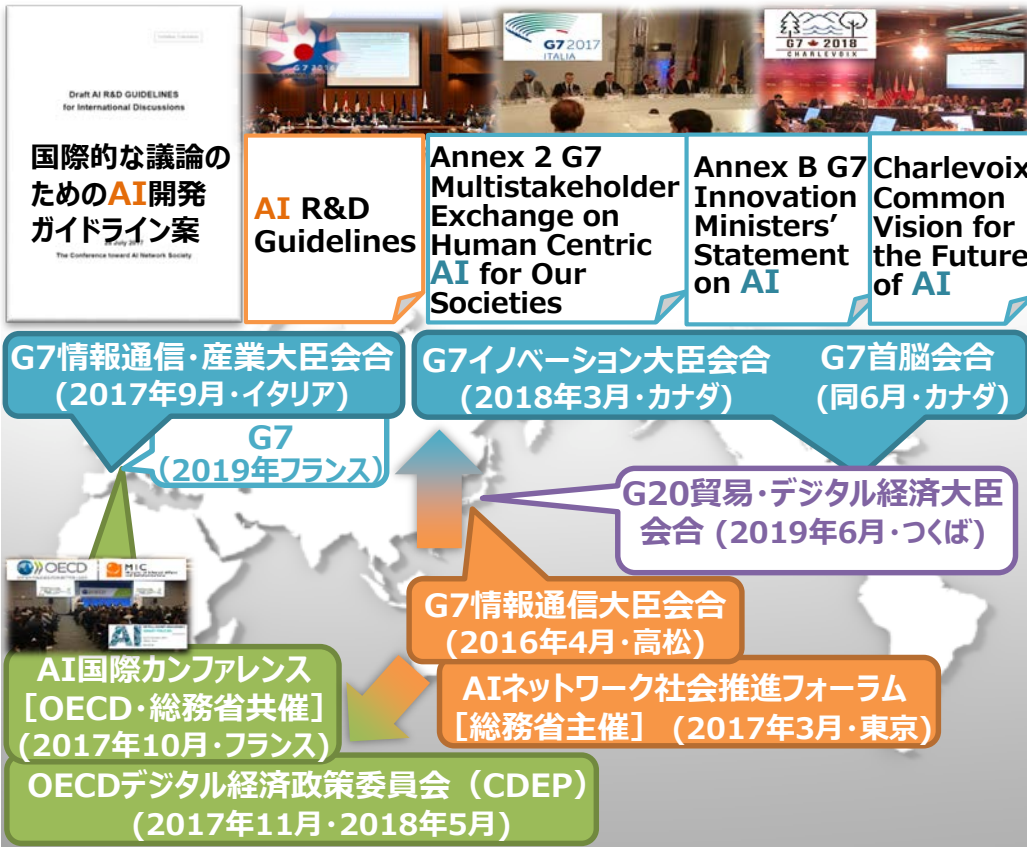 Draft AI R&D GUIDELINES
for International Discussions
国際的な議論の
ためのAI開発
ガイドライン案
28 July 2017
The Conference toward AI Network Society
G7 2016
G7 2017
ITALIA
G7 2018
CHARLEVOIX
AI R&D
Guidelines
Annex 2 G7
Multistakeholder
Exchange on
Human Centric
AI for Our
Societies
Annex B G7
Innovation
Ministers’
Statement
on AI
Charlevoix
Common
Vision for
the Future
of AI
G7情報通信・産業大臣会合
(2017年9月・イタリア)
G7イノベーション大臣会合
(2018年3月・カナダ)
G7首脳会合
(同6月・カナダ)
G7
(2019年フランス)
G20貿易・デジタル経済大臣
会合 (2019年6月・つくば)
OECD
MIC
AI
G7情報通信大臣会合
(2016年4月・高松)
AI国際カンファレンス
［OECD・総務省共催］
(2017年10月・フランス)
AIネットワーク社会推進フォーラム
［総務省主催］ (2017年3月・東京)
OECDデジタル経済政策委員会（CDEP）
(2017年11月・2018年5月)